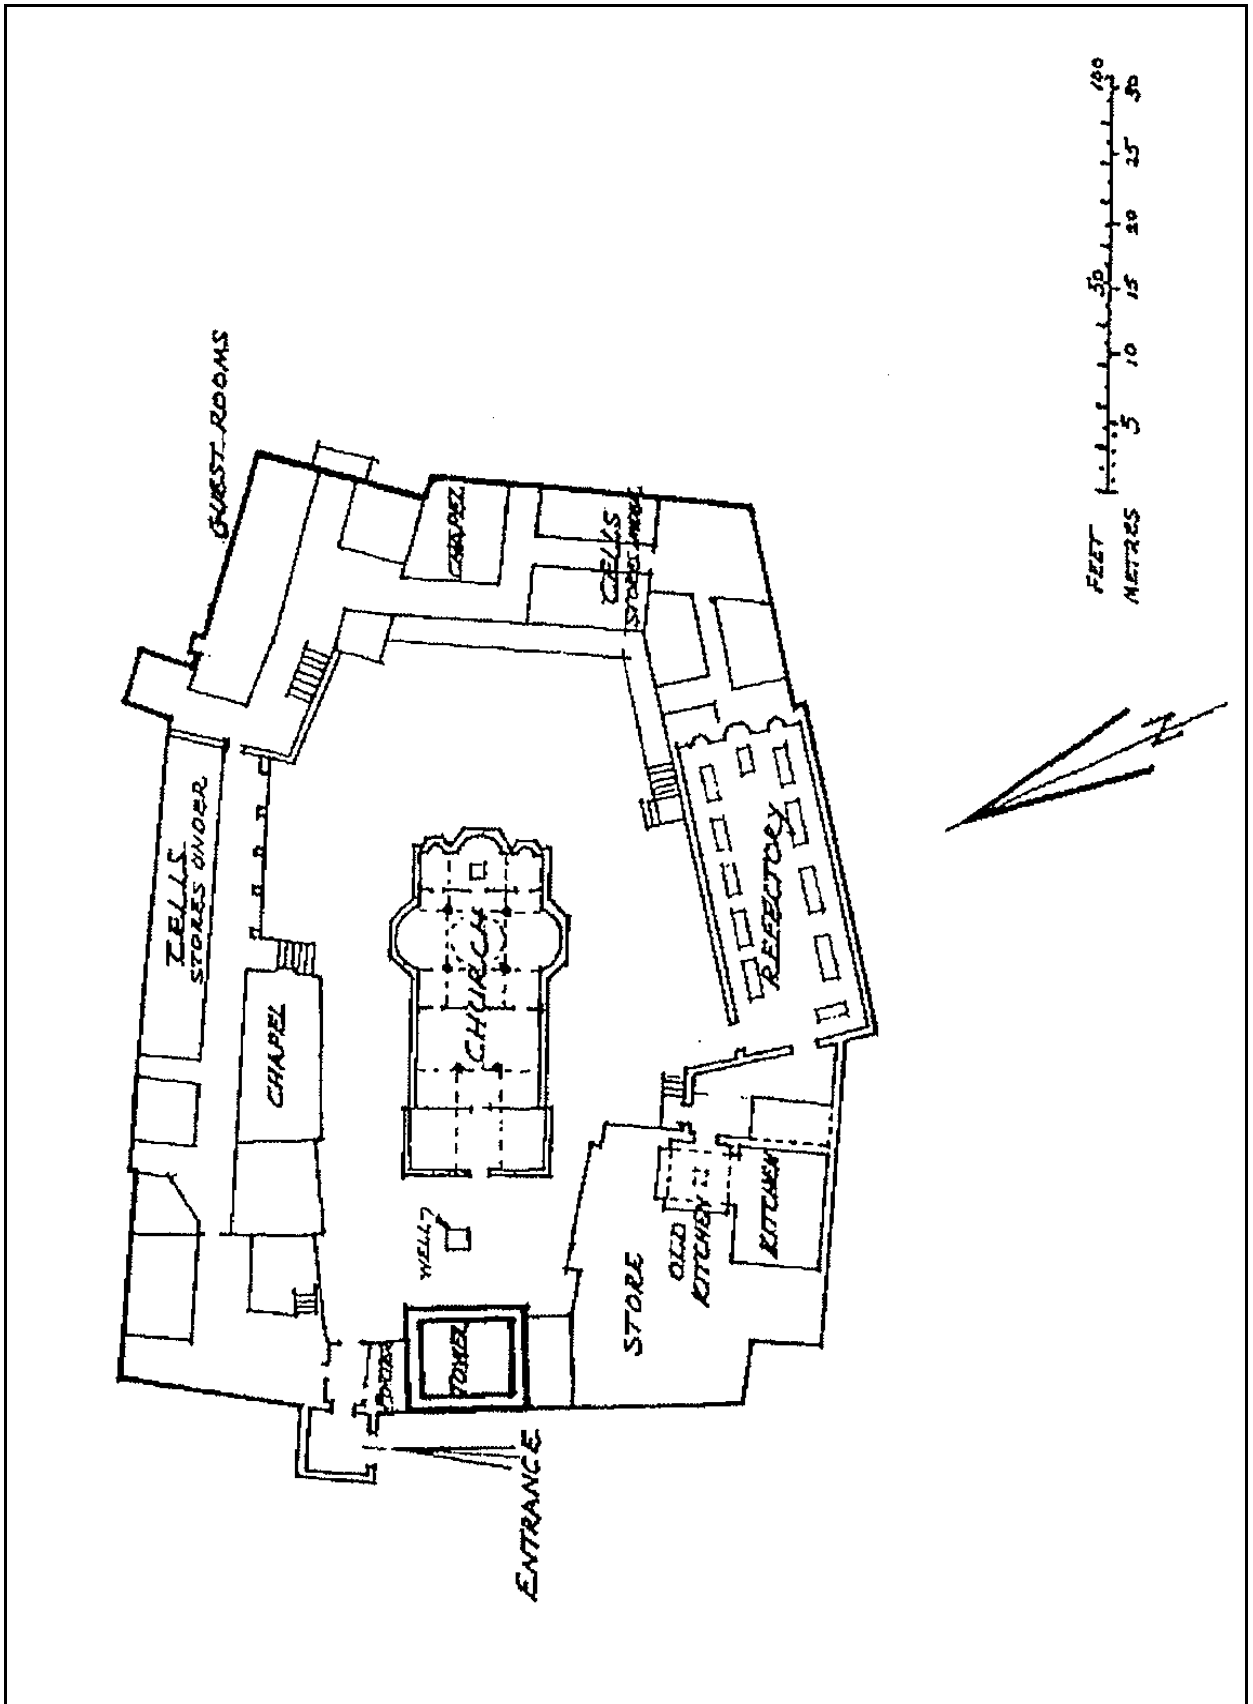 GUEST ROOMS
CELLS
STORES UNDER
CHAPEL
CHAPEL
CELLS
STORES UNDER
CHURCH
REFECTORY
WELL
TOWER
STORE
OLD
KITCHEN
KITCHEN
ENTRANCE
N
FEET
50 100
METRES
5 10 15 20 25 30